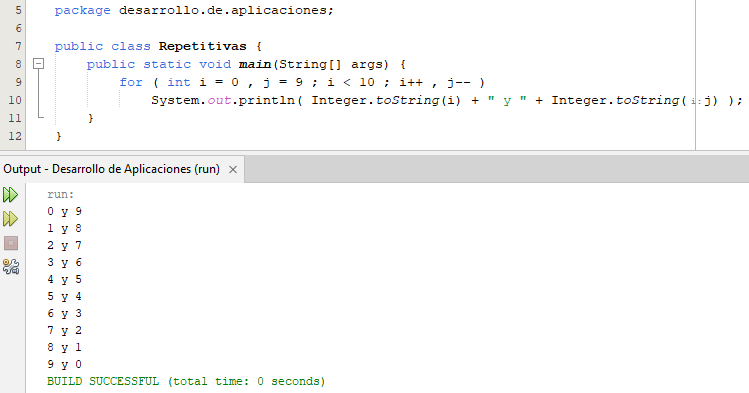 5 package desarrollo.de.aplicaciones;
6
7 public class Repetitivas {
8 public static void main(String[] args) {
9 for ( int i = 0 , j = 9 ; i < 10 ; i++ , j-- )
10 System.out.println( Integer.toString(i) + " y " + Integer.toString( i:j) );
11 }
12 }
Output - Desarrollo de Aplicaciones (run) ×
run:
0 y 9
1 y 8
2 y 7
3 y 6
4 y 5
5 y 4
6 y 3
7 y 2
8 y 1
9 y 0
BUILD SUCCESSFUL (total time: 0 seconds)